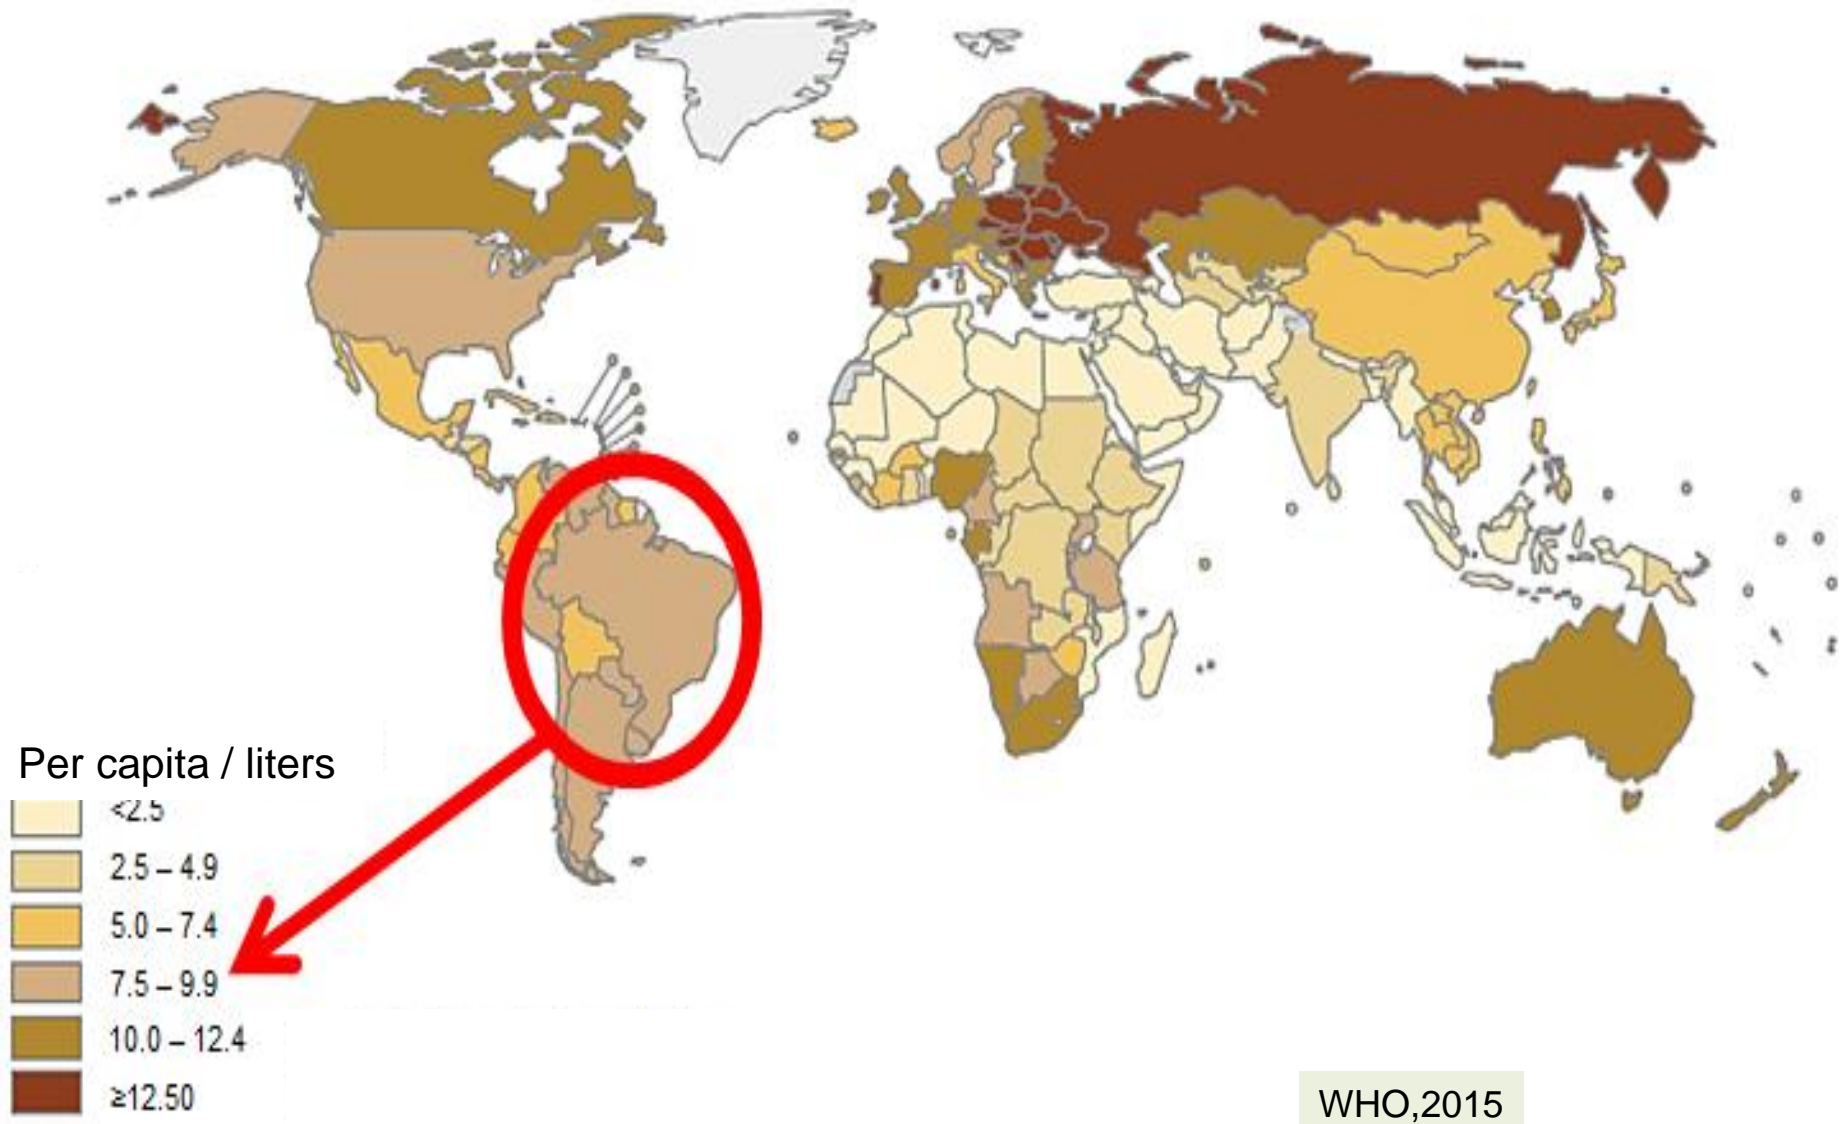 Per capita / liters
<2.5
2.5 – 4.9
5.0 – 7.4
7.5 – 9.9
10.0 – 12.4
≥12.50
WHO,2015